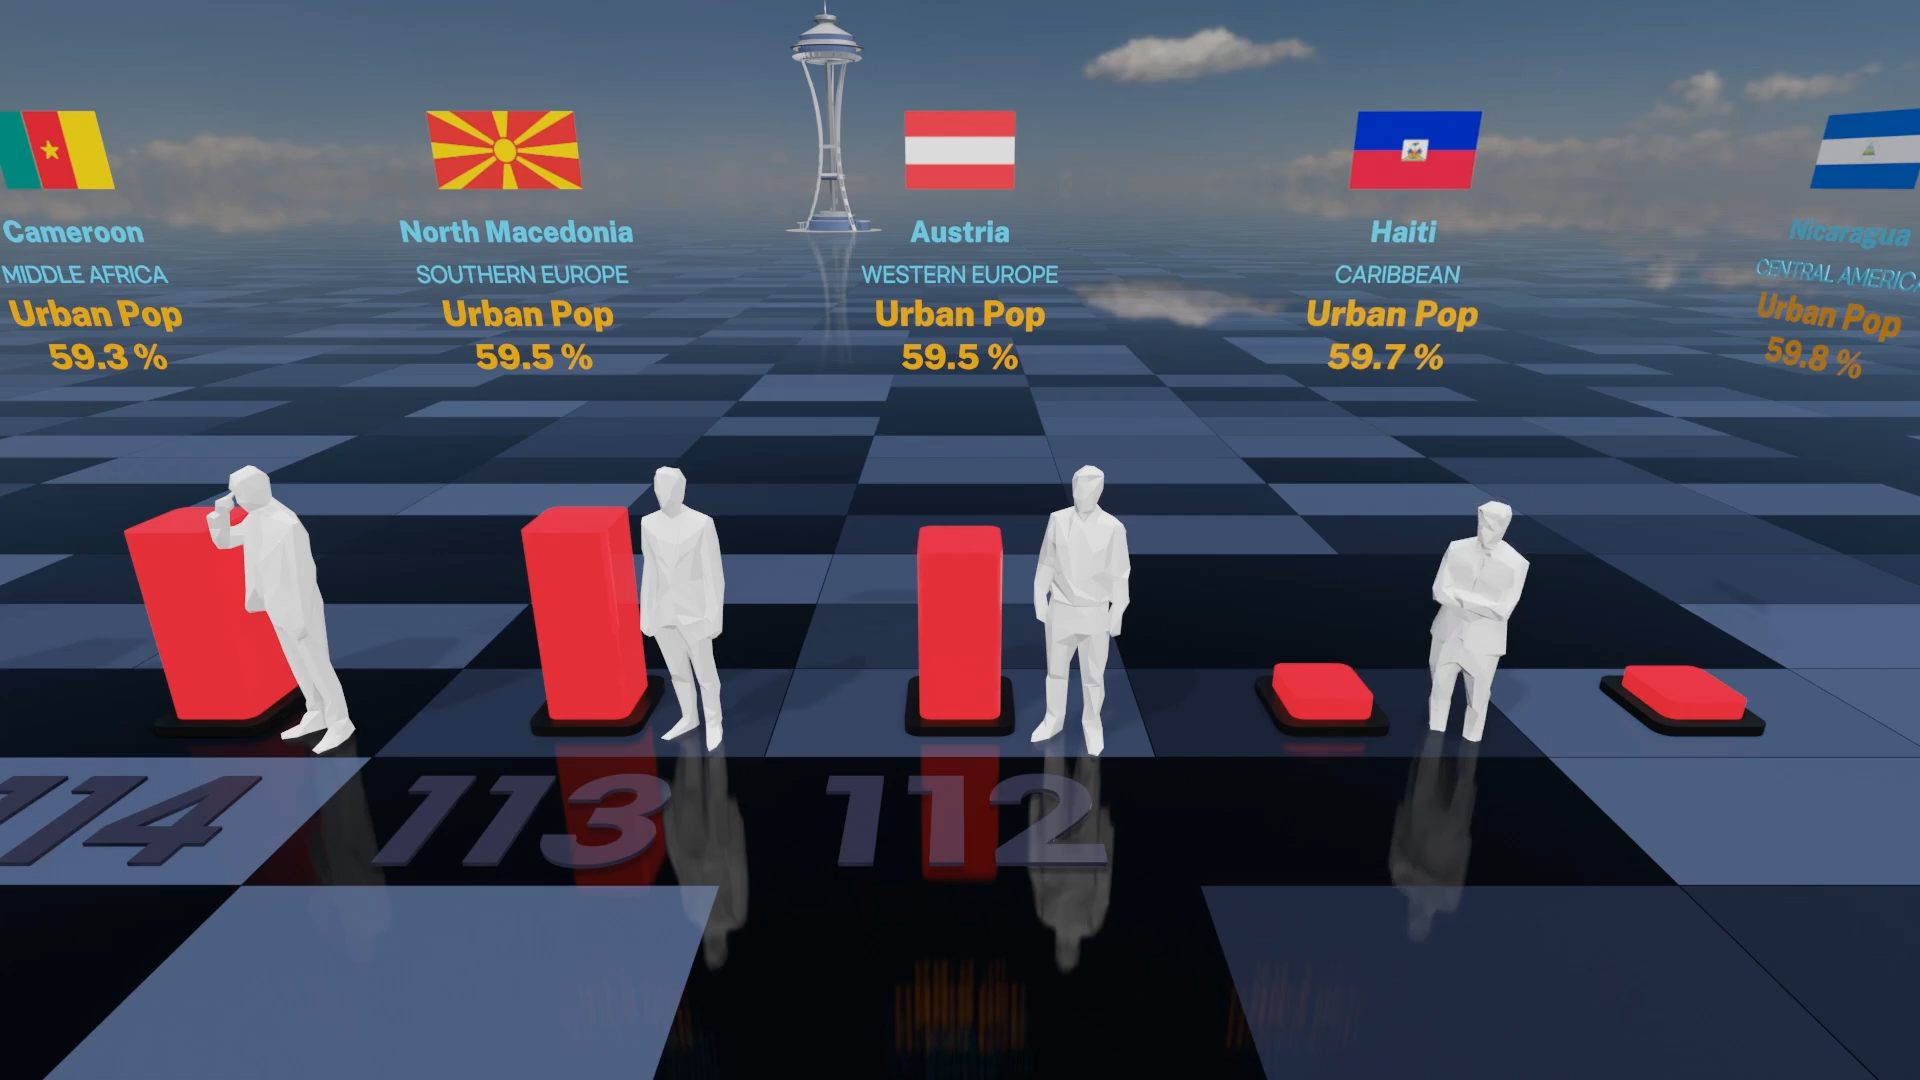 Cameroon
MIDDLE AFRICA
Urban Pop
59.3 %
North Macedonia
SOUTHERN EUROPE
Urban Pop
59.5 %
Austria
WESTERN EUROPE
Urban Pop
59.5 %
Haiti
CARIBBEAN
Urban Pop
59.7 %
Nicaragua
CENTRAL AMERICA
Urban Pop
59.8 %
114
113
112